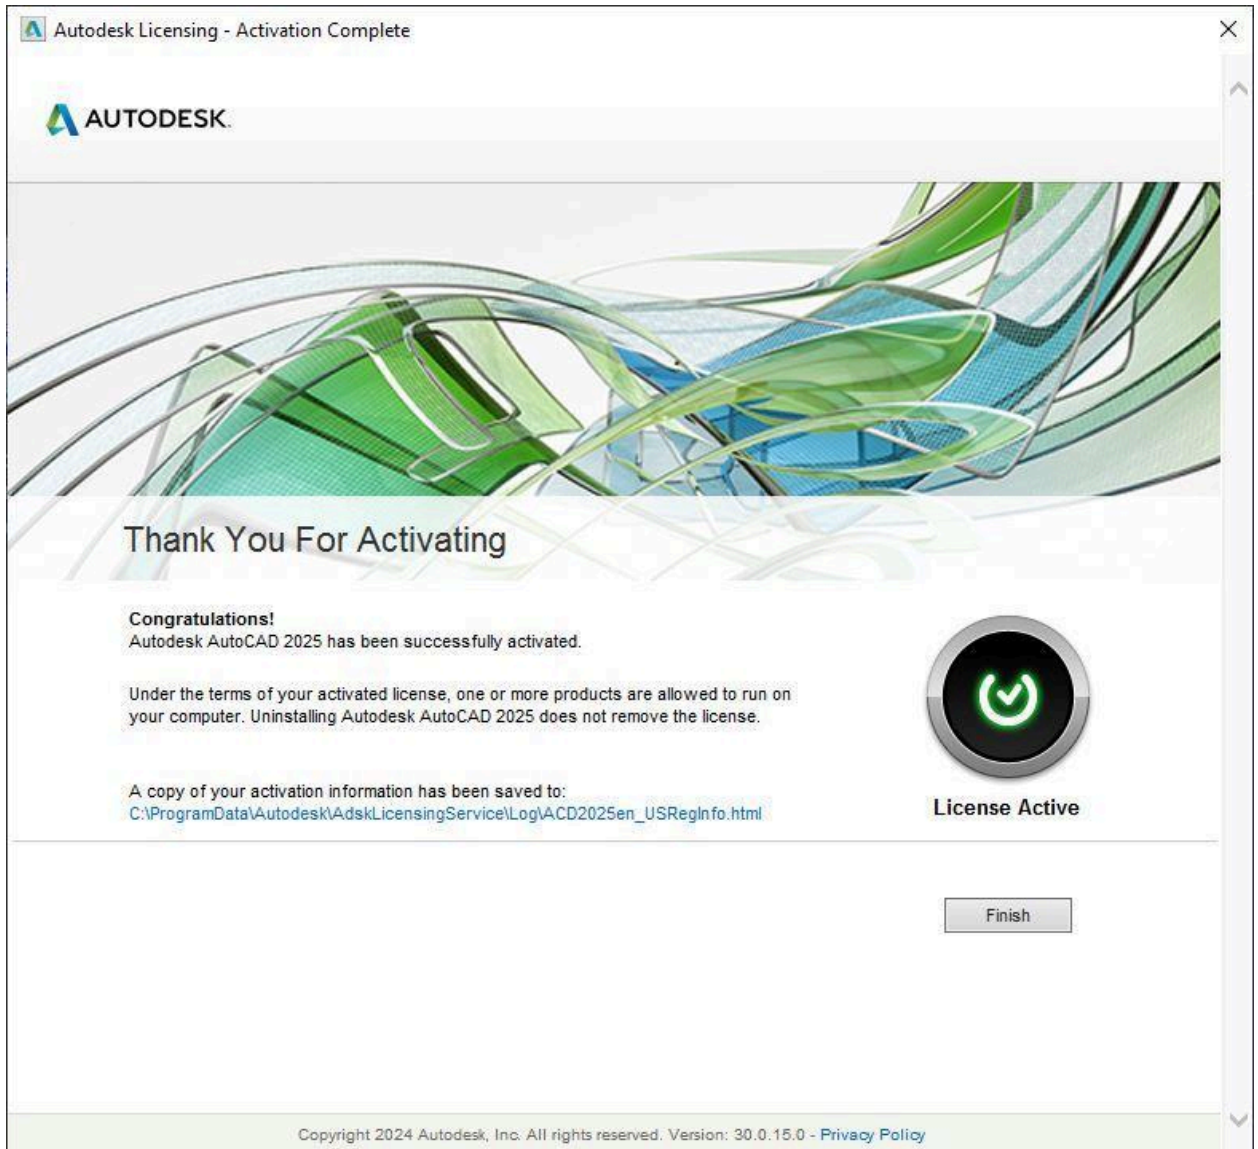 Autodesk Licensing - Activation Complete
AUTODESK.
Thank You For Activating
Congratulations!
Autodesk AutoCAD 2025 has been successfully activated.
Under the terms of your activated license, one or more products are allowed to run on
your computer. Uninstalling Autodesk AutoCAD 2025 does not remove the license.
A copy of your activation information has been saved to:
C:\ProgramData\Autodesk\AdskLicensingService\Log\ACD2025en_USRegInfo.html
License Active
Finish
Copyright 2024 Autodesk, Inc. All rights reserved. Version: 30.0.15.0 - Privacy Policy